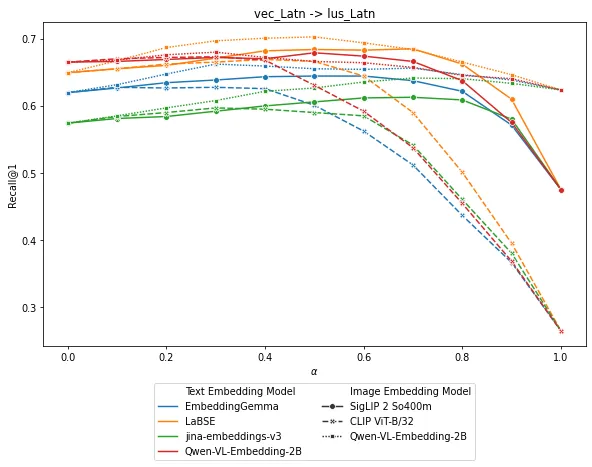 vec_Latn -> lus_Latn
Recall@1
0.7
0.6
0.5
0.4
0.3
0.0 0.2 0.4 0.6 0.8 1.0
α
Text Embedding Model Image Embedding Model
EmbeddingGemma SigLIP 2 So400m
LaBSE CLIP ViT-B/32
jina-embeddings-v3 Qwen-VL-Embedding-2B
Qwen-VL-Embedding-2B